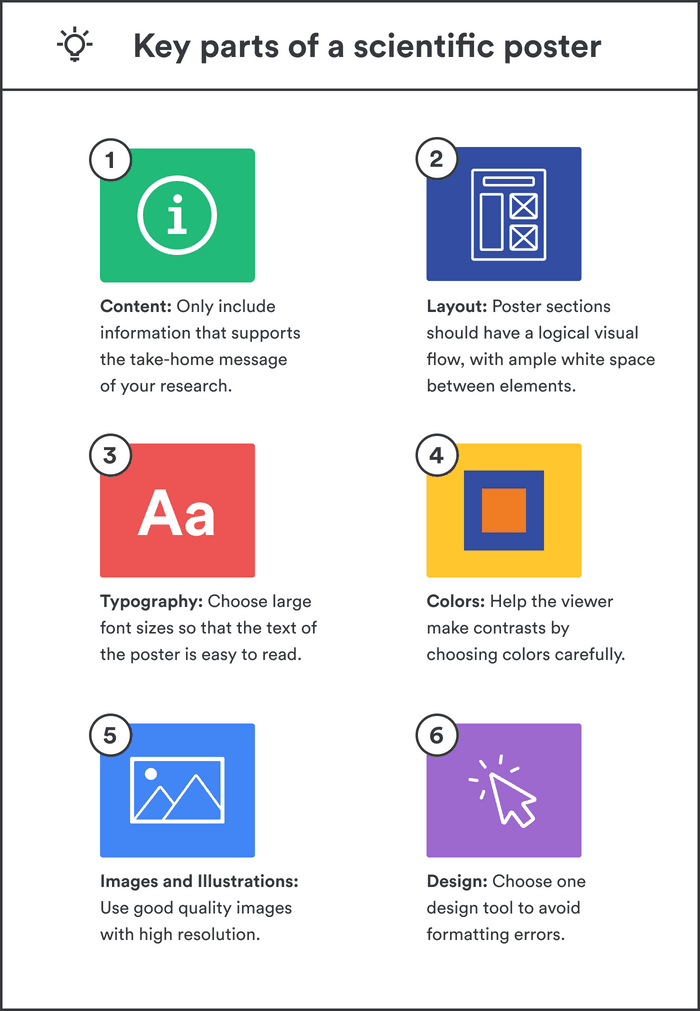 Key parts of a scientific poster
1
Content: Only include
information that supports
the take-home message
of your research.
2
Layout: Poster sections
should have a logical visual
flow, with ample white space
between elements.
3
Aa
Typography: Choose large
font sizes so that the text of
the poster is easy to read.
4
Colors: Help the viewer
make contrasts by
choosing colors carefully.
5
Images and Illustrations:
Use good quality images
with high resolution.
6
Design: Choose one
design tool to avoid
formatting errors.